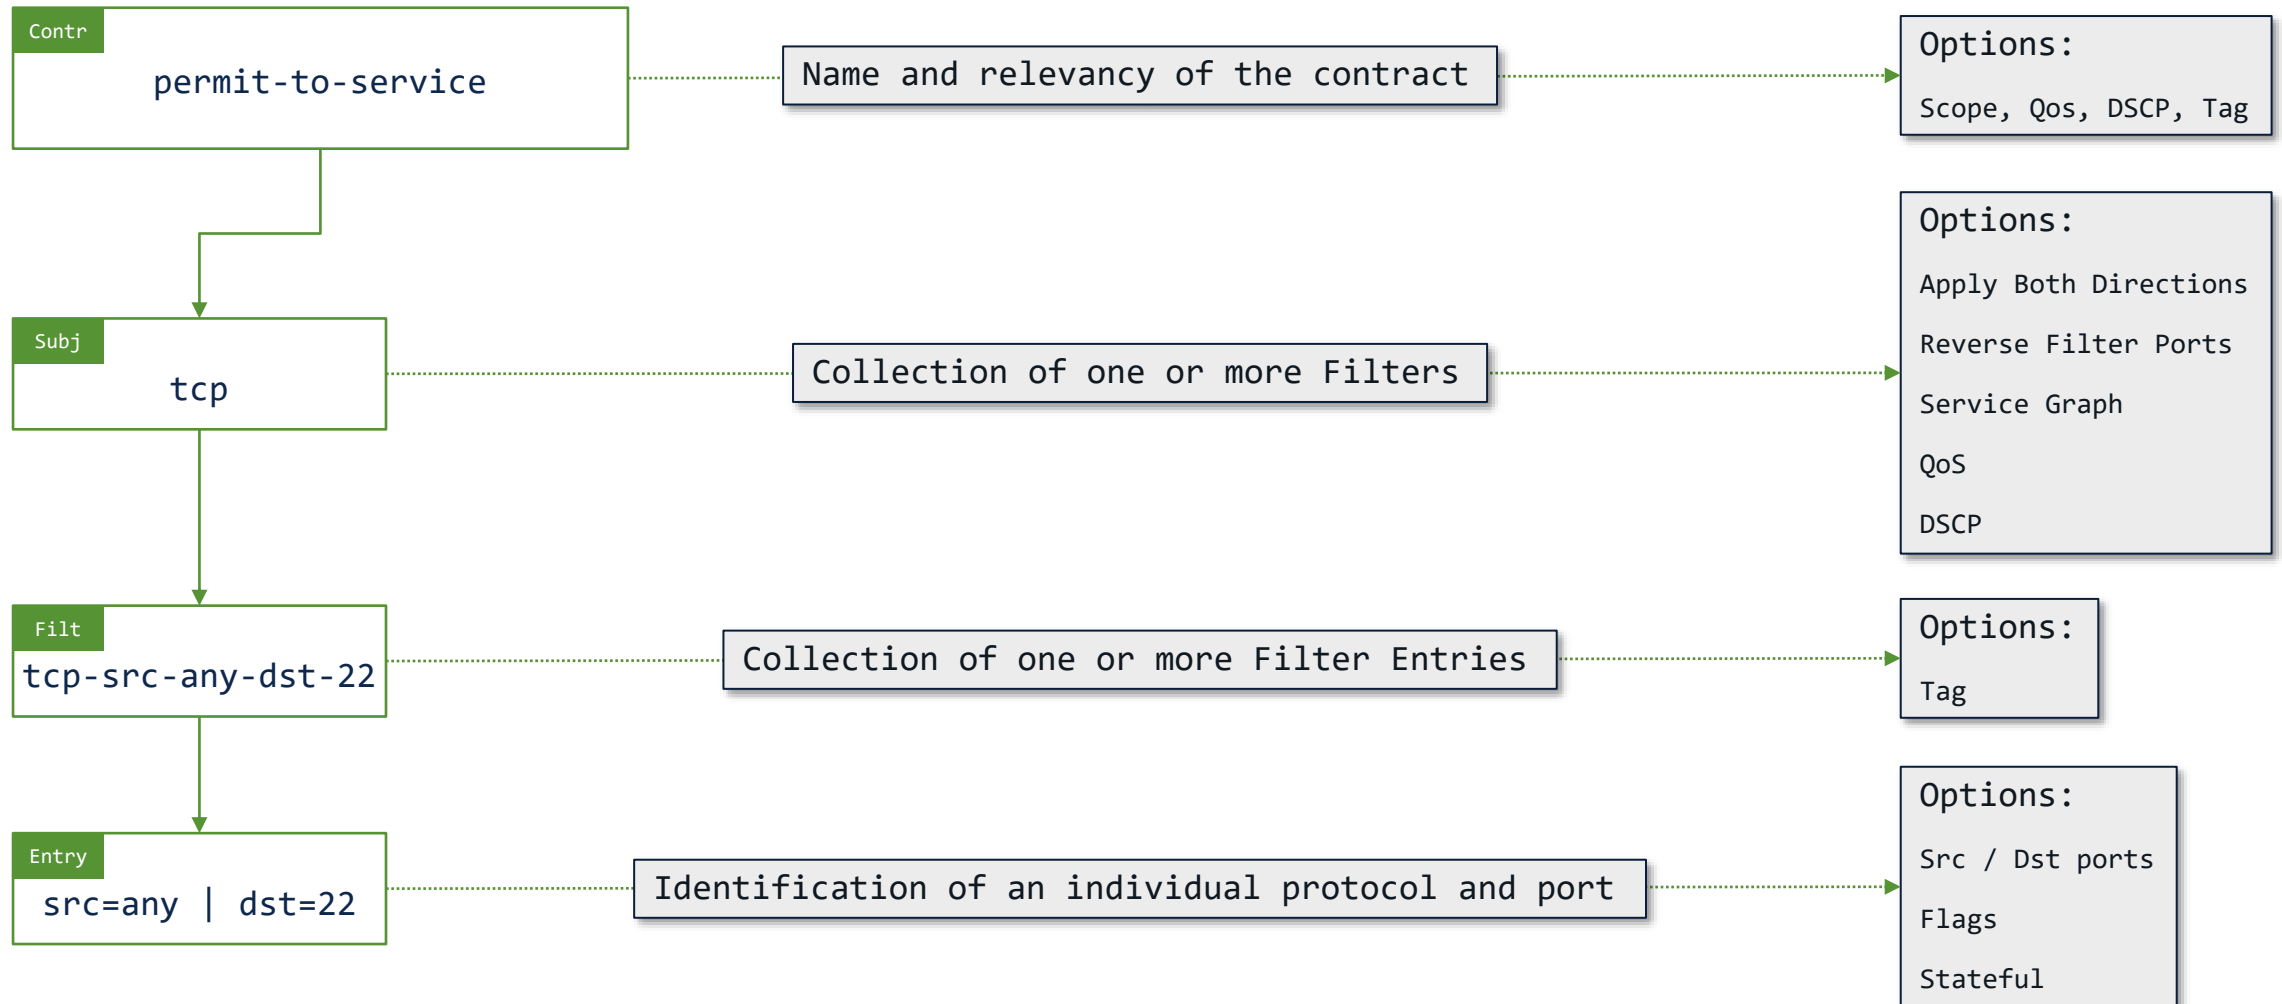 Contr
permit-to-service
Name and relevancy of the contract
Options:
Scope, Qos, DSCP, Tag
Subj
tcp
Collection of one or more Filters
Options:
Apply Both Directions
Reverse Filter Ports
Service Graph
QoS
DSCP
Filt
tcp-src-any-dst-22
Collection of one or more Filter Entries
Options:
Tag
Entry
src=any | dst=22
Identification of an individual protocol and port
Options:
Src / Dst ports
Flags
Stateful